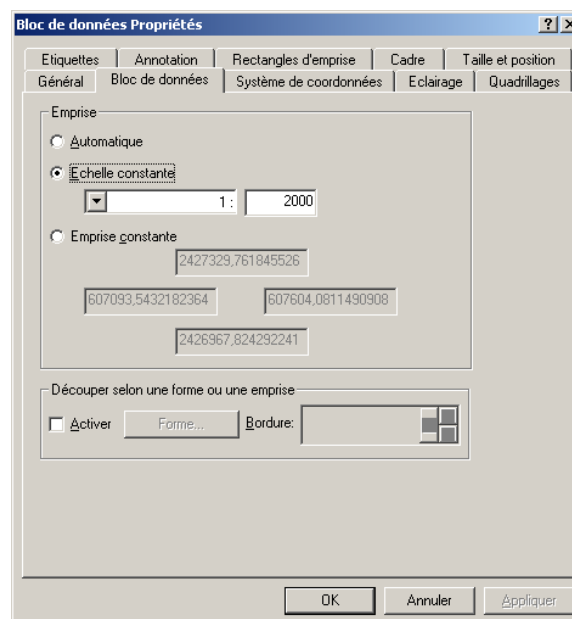 Bloc de données Propriétés
Etiquettes Annotation Rectangles d'emprise Cadre Taille et position
Général Bloc de données Système de coordonnées Eclairage Quadrillages
Emprise
Automatique
Echelle constante
1 : 2000
Emprise constante
2427329,761845526
607093,5432182364 607604,0811490908
2426967,824292241
Découper selon une forme ou une emprise
Activer Forme... Bordure:
OK Annuler Appliquer